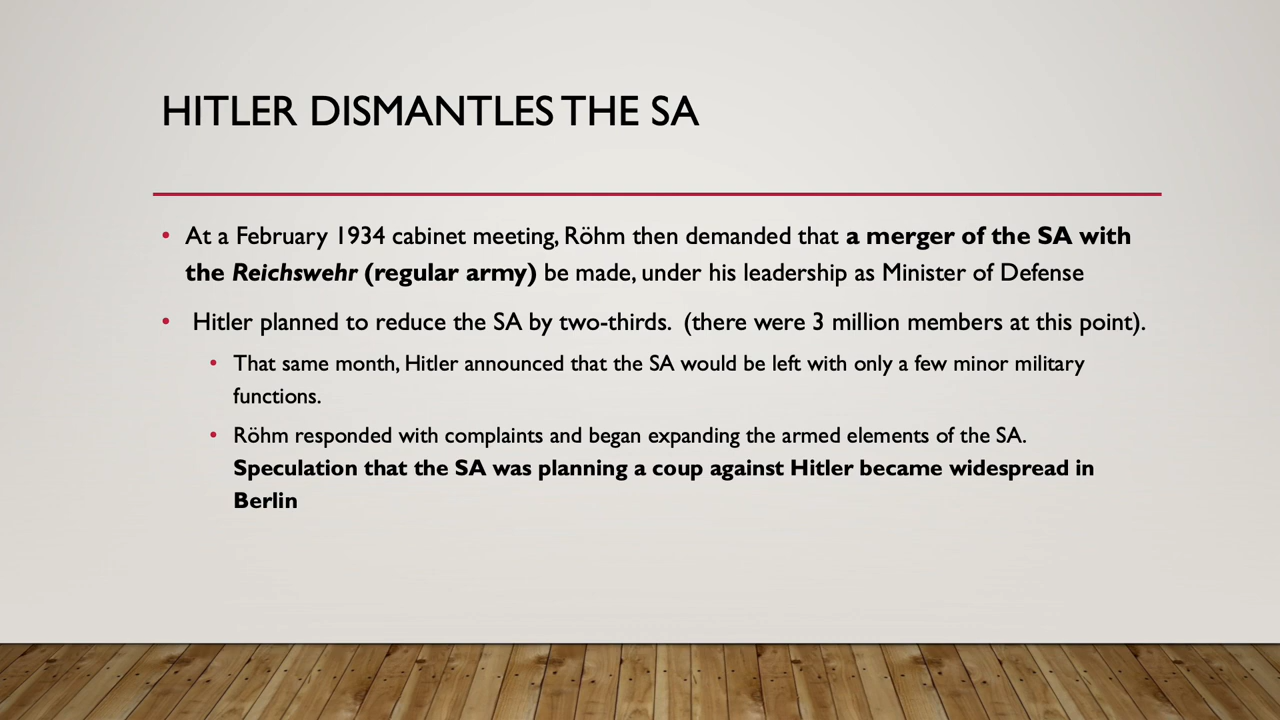 HITLER DISMANTLES THE SA
• At a February 1934 cabinet meeting, Röhm then demanded that a merger of the SA with
the Reichswehr (regular army) be made, under his leadership as Minister of Defense
• Hitler planned to reduce the SA by two-thirds.  (there were 3 million members at this point).
• That same month, Hitler announced that the SA would be left with only a few minor military
functions.
• Röhm responded with complaints and began expanding the armed elements of the SA.
Speculation that the SA was planning a coup against Hitler became widespread in
Berlin